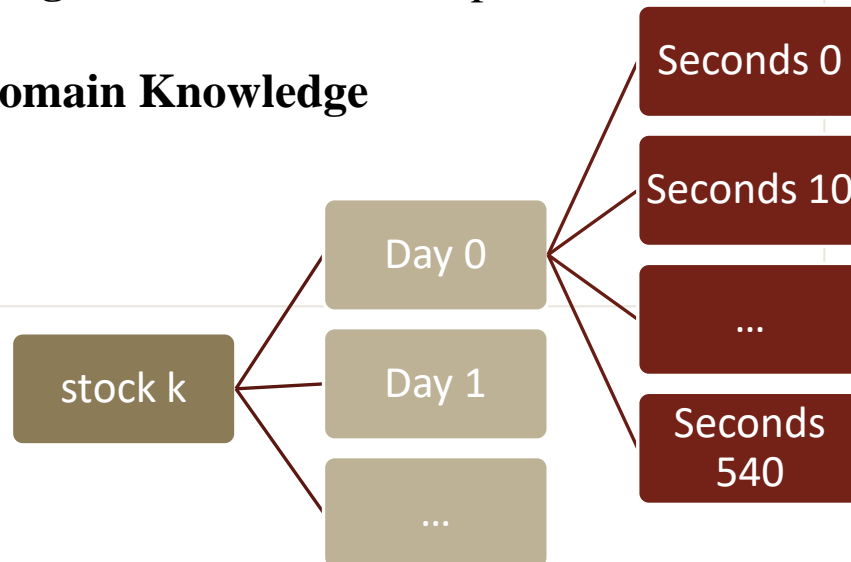 omain Knowledge
Seconds 0
Seconds 10
Day 0
...
stock k
Day 1
Seconds
540
...